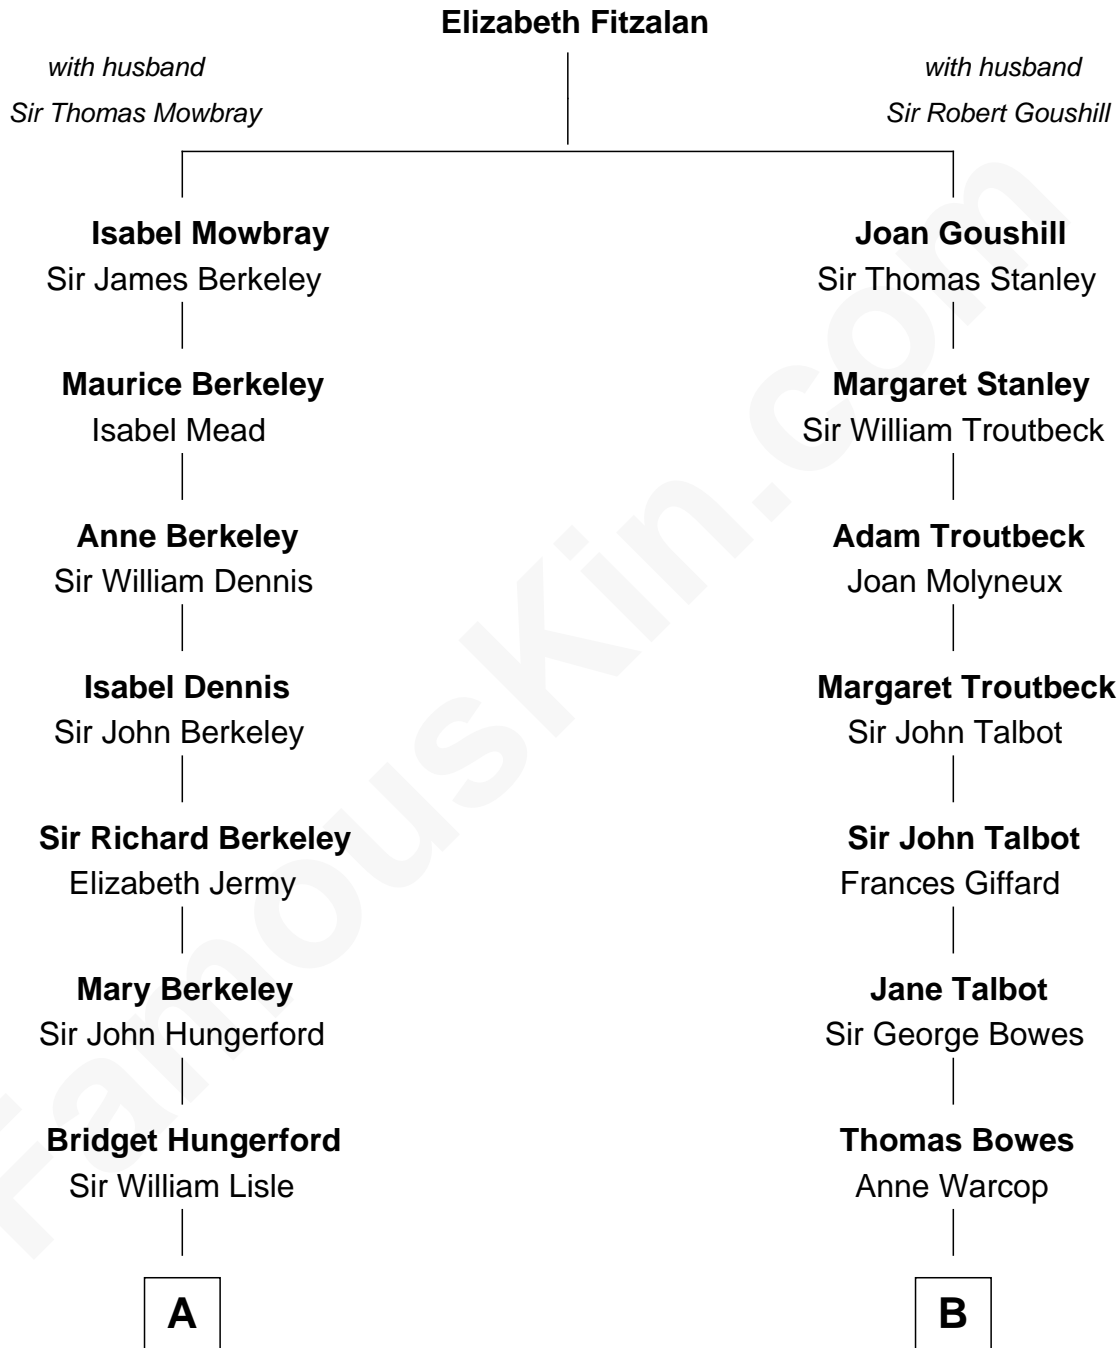 Elizabeth Fitzalan
with husband
Sir Thomas Mowbray
with husband
Sir Robert Goushill
Isabel Mowbray
Sir James Berkeley
Joan Goushill
Sir Thomas Stanley
Maurice Berkeley
Isabel Mead
Margaret Stanley
Sir William Troutbeck
Anne Berkeley
Sir William Dennis
Adam Troutbeck
Joan Molyneux
Isabel Dennis
Sir John Berkeley
Margaret Troutbeck
Sir John Talbot
Sir Richard Berkeley
Elizabeth Jermy
Sir John Talbot
Frances Giffard
Mary Berkeley
Sir John Hungerford
Jane Talbot
Sir George Bowes
Bridget Hungerford
Sir William Lisle
Thomas Bowes
Anne Warcop
A
B
FamousKin.com